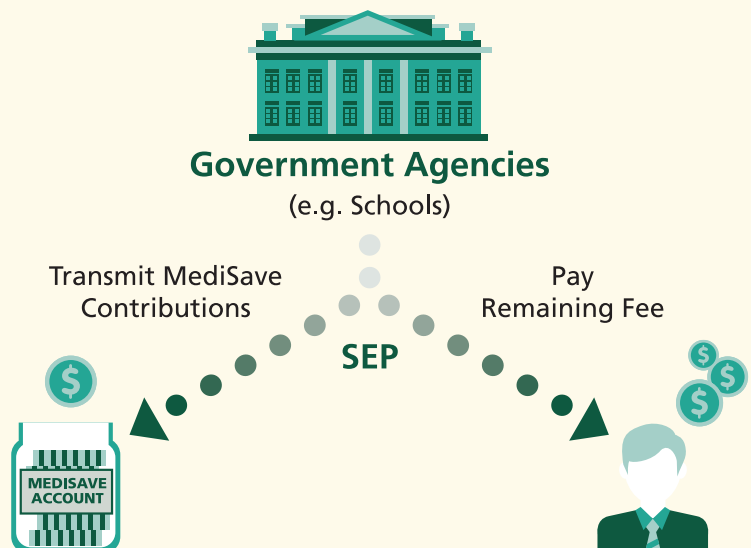 Government Agencies
(e.g. Schools)
Transmit MediSave
Contributions
Pay
Remaining Fee
SEP
$
$
$
$
MEDISAVE
ACCOUNT